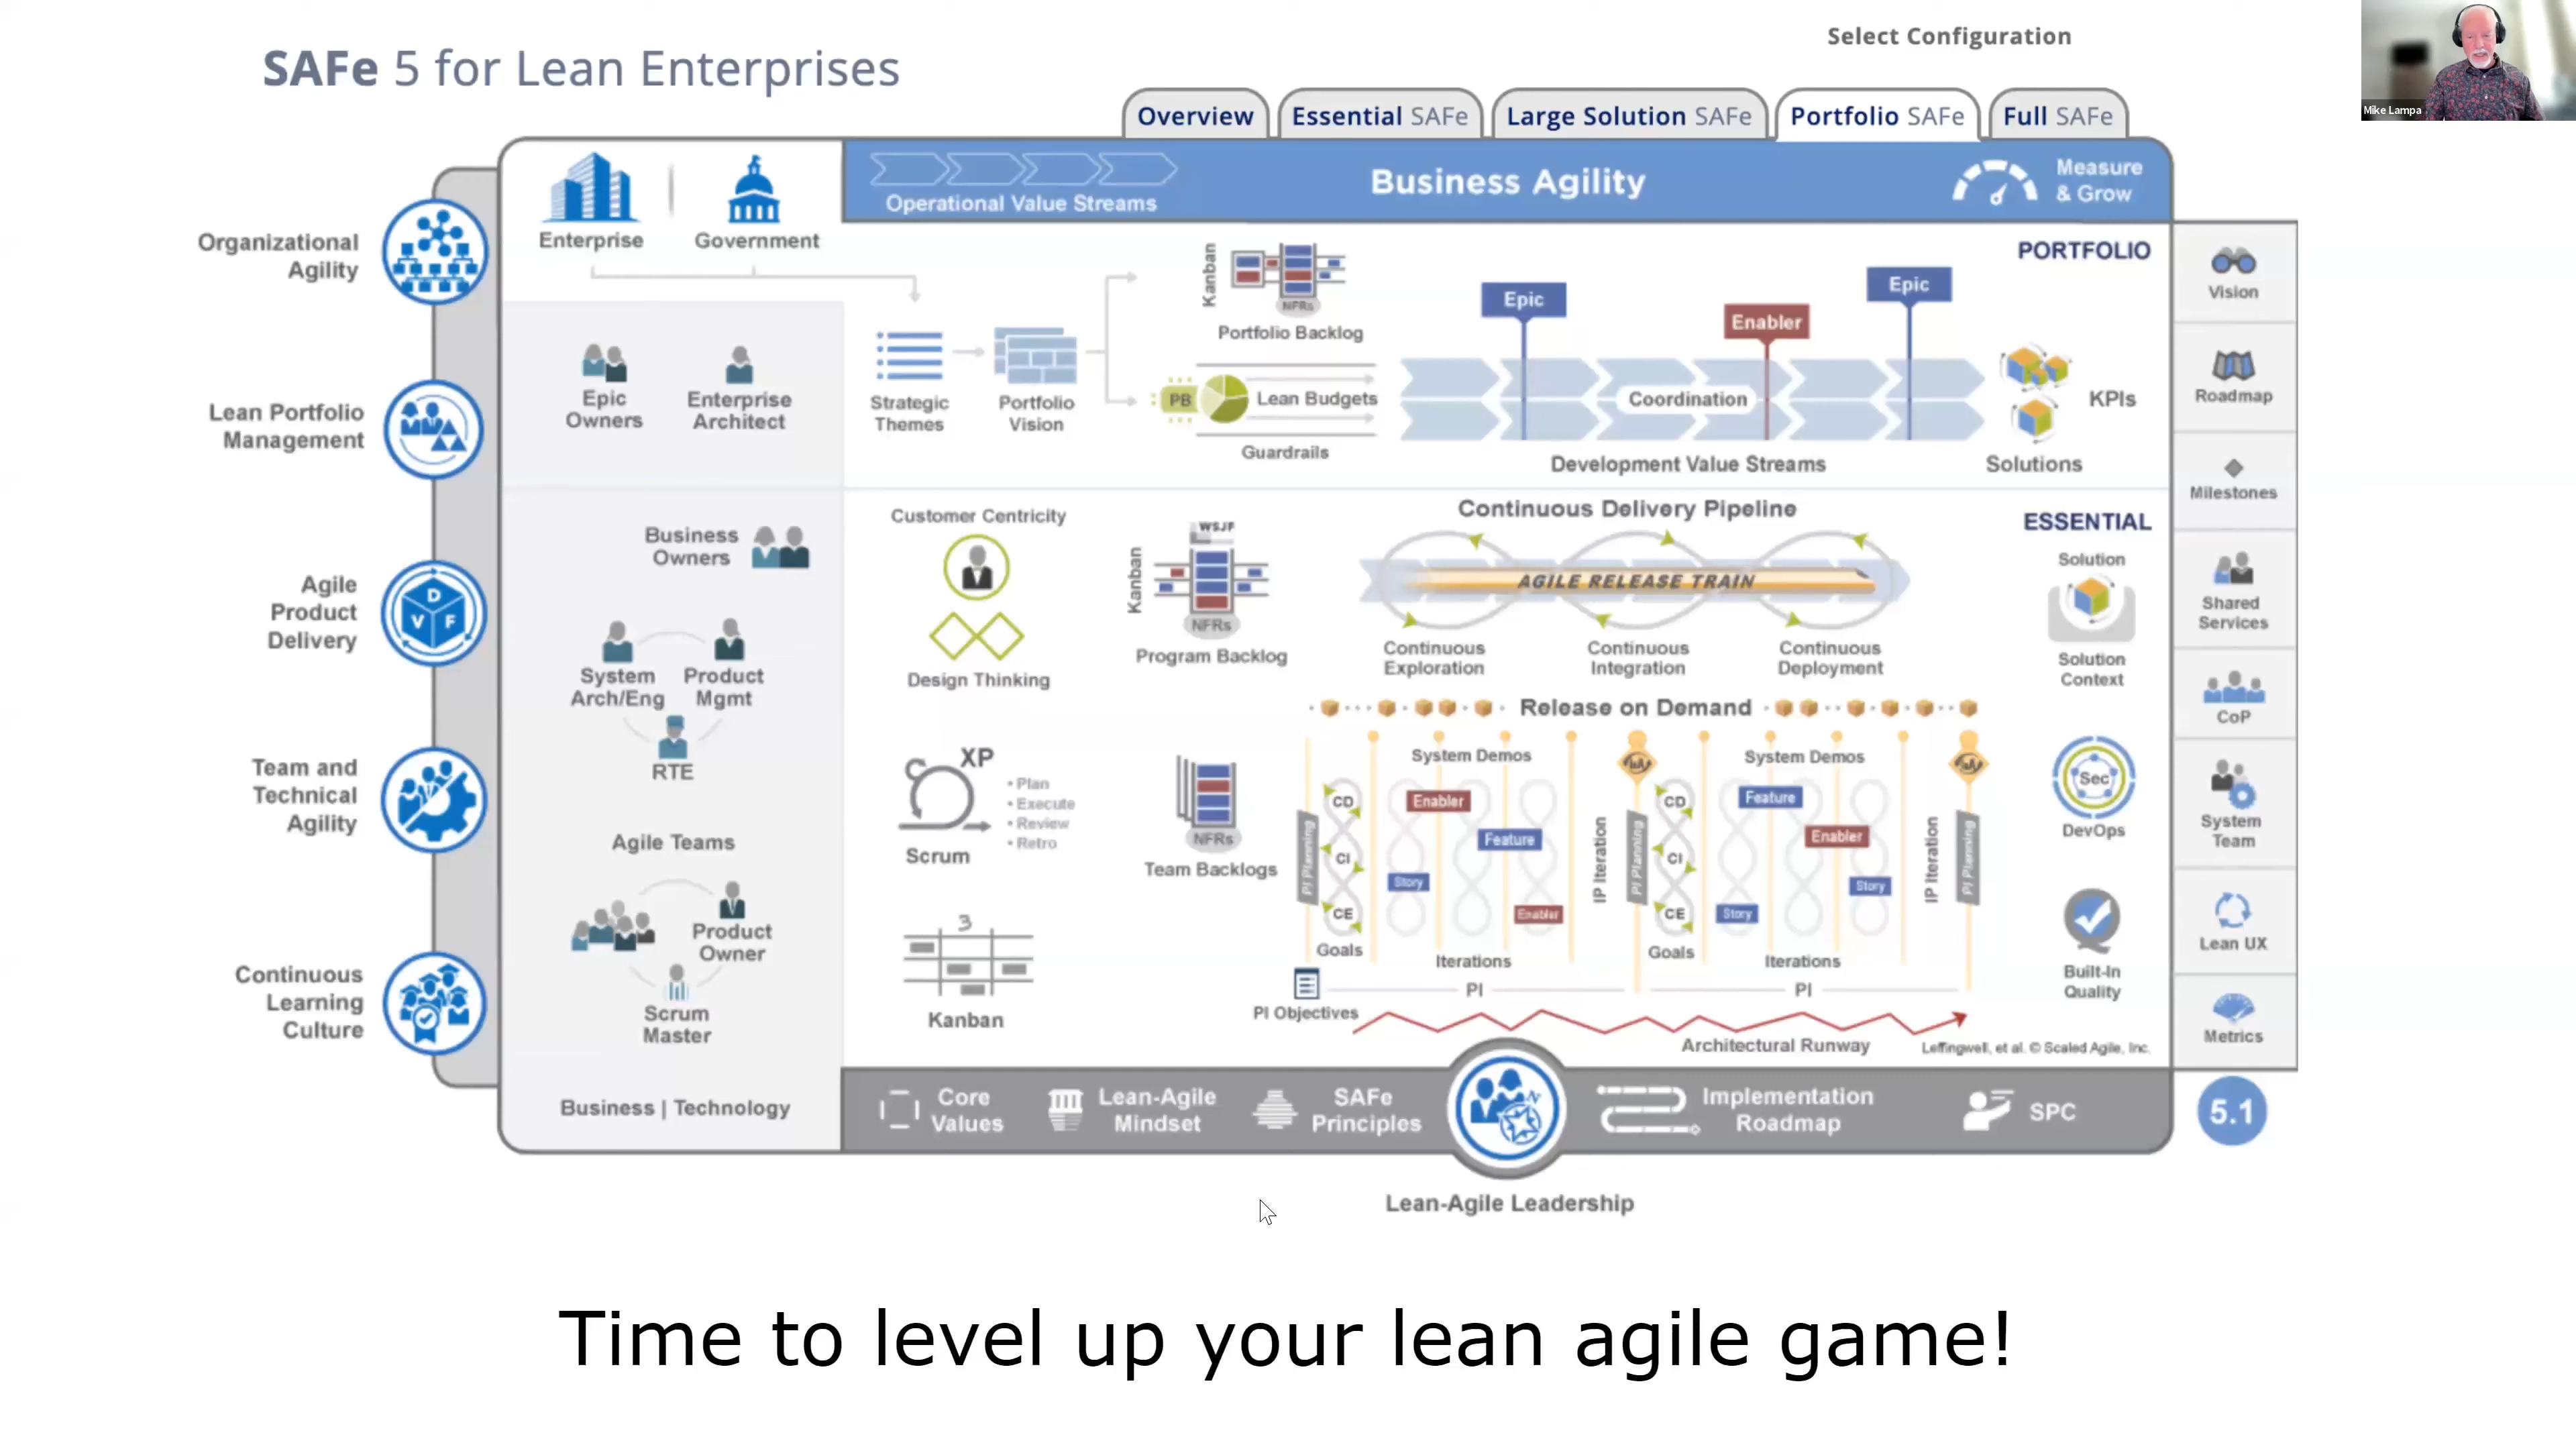 SAFe 5 for Lean Enterprises
Select Configuration
Mike Lampa
Overview
Essential SAFe
Large Solution SAFe
Portfolio SAFe
Full SAFe
Organizational
Agility
Lean Portfolio
Management
Agile
Product
Delivery
D
V F
Team and
Technical
Agility
Continuous
Learning
Culture
Enterprise
Government
Operational Value Streams
Business Agility
Measure
& Grow
PORTFOLIO
Epic
Owners
Enterprise
Architect
Strategic
Themes
Portfolio
Vision
Kanban
NFRs
Portfolio Backlog
PB
Lean Budgets
Guardrails
Epic
Enabler
Epic
Coordination
Development Value Streams
KPIs
Solutions
Business
Owners
System
Arch/Eng
Product
Mgmt
RTE
Agile Teams
Product
Owner
Scrum
Master
Business | Technology
Customer Centricity
Design Thinking
WSJF
Kanban
NFRs
Program Backlog
Continuous Delivery Pipeline
AGILE RELEASE TRAIN
Continuous
Exploration
Continuous
Integration
Continuous
Deployment
Release on Demand
ESSENTIAL
Solution
Solution
Context
XP
• Plan
• Execute
• Review
• Retro
Scrum
NFRs
Team Backlogs
3
Kanban
System Demos
System Demos
PI Planning
CD
CI
CE
Goals
Enabler
Feature
Story
Enabler
Iterations
IP Iteration
I&A
PI Planning
CD
CI
CE
Goals
Feature
Enabler
Story
Story
Iterations
IP Iteration
I&A
PI Planning
PI Objectives
PI
PI
Architectural Runway
Sec
DevOps
Built-In
Quality
Leffingwell, et al. © Scaled Agile, Inc.
Vision
Roadmap
Milestones
Shared
Services
CoP
System
Team
Lean UX
Metrics
5.1
Core
Values
Lean-Agile
Mindset
SAFe
Principles
N
Implementation
Roadmap
SPC
Lean-Agile Leadership
Time to level up your lean agile game!